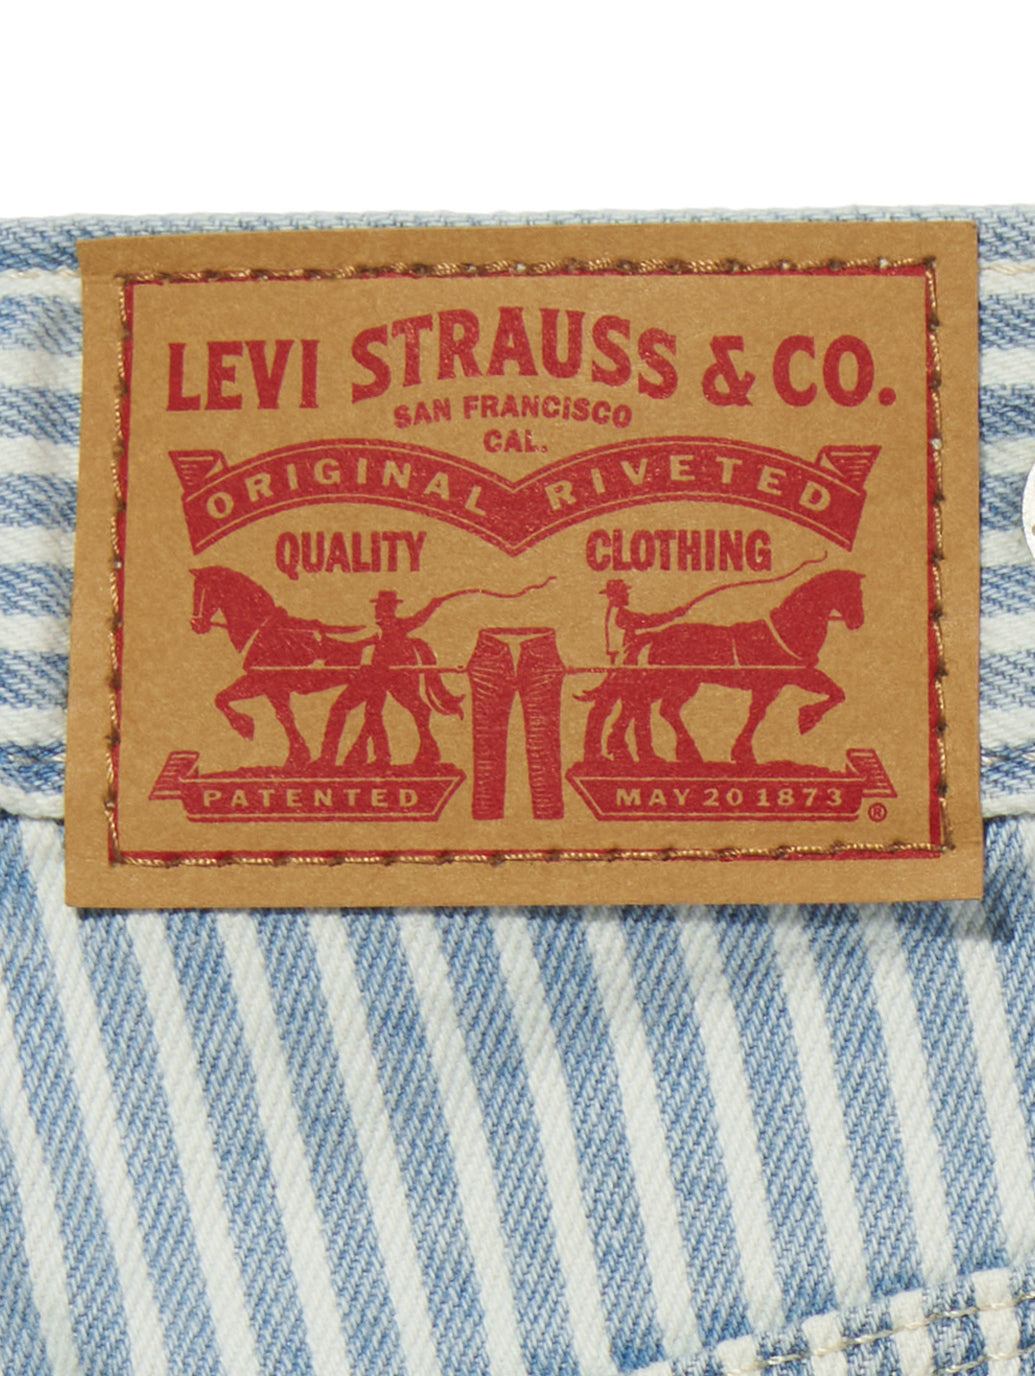 LEVI STRAUSS & CO.
SAN FRANCISCO
CAL.
ORIGINAL RIVETED
QUALITY CLOTHING
PATENTED MAY 20 1873 ®